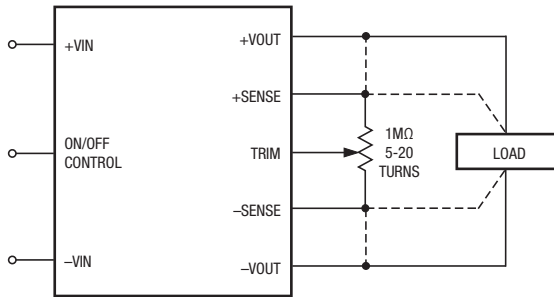 +VIN
ON/OFF
CONTROL
–VIN
+VOUT
+SENSE
TRIM
–SENSE
–VOUT
1MΩ
5-20
TURNS
LOAD